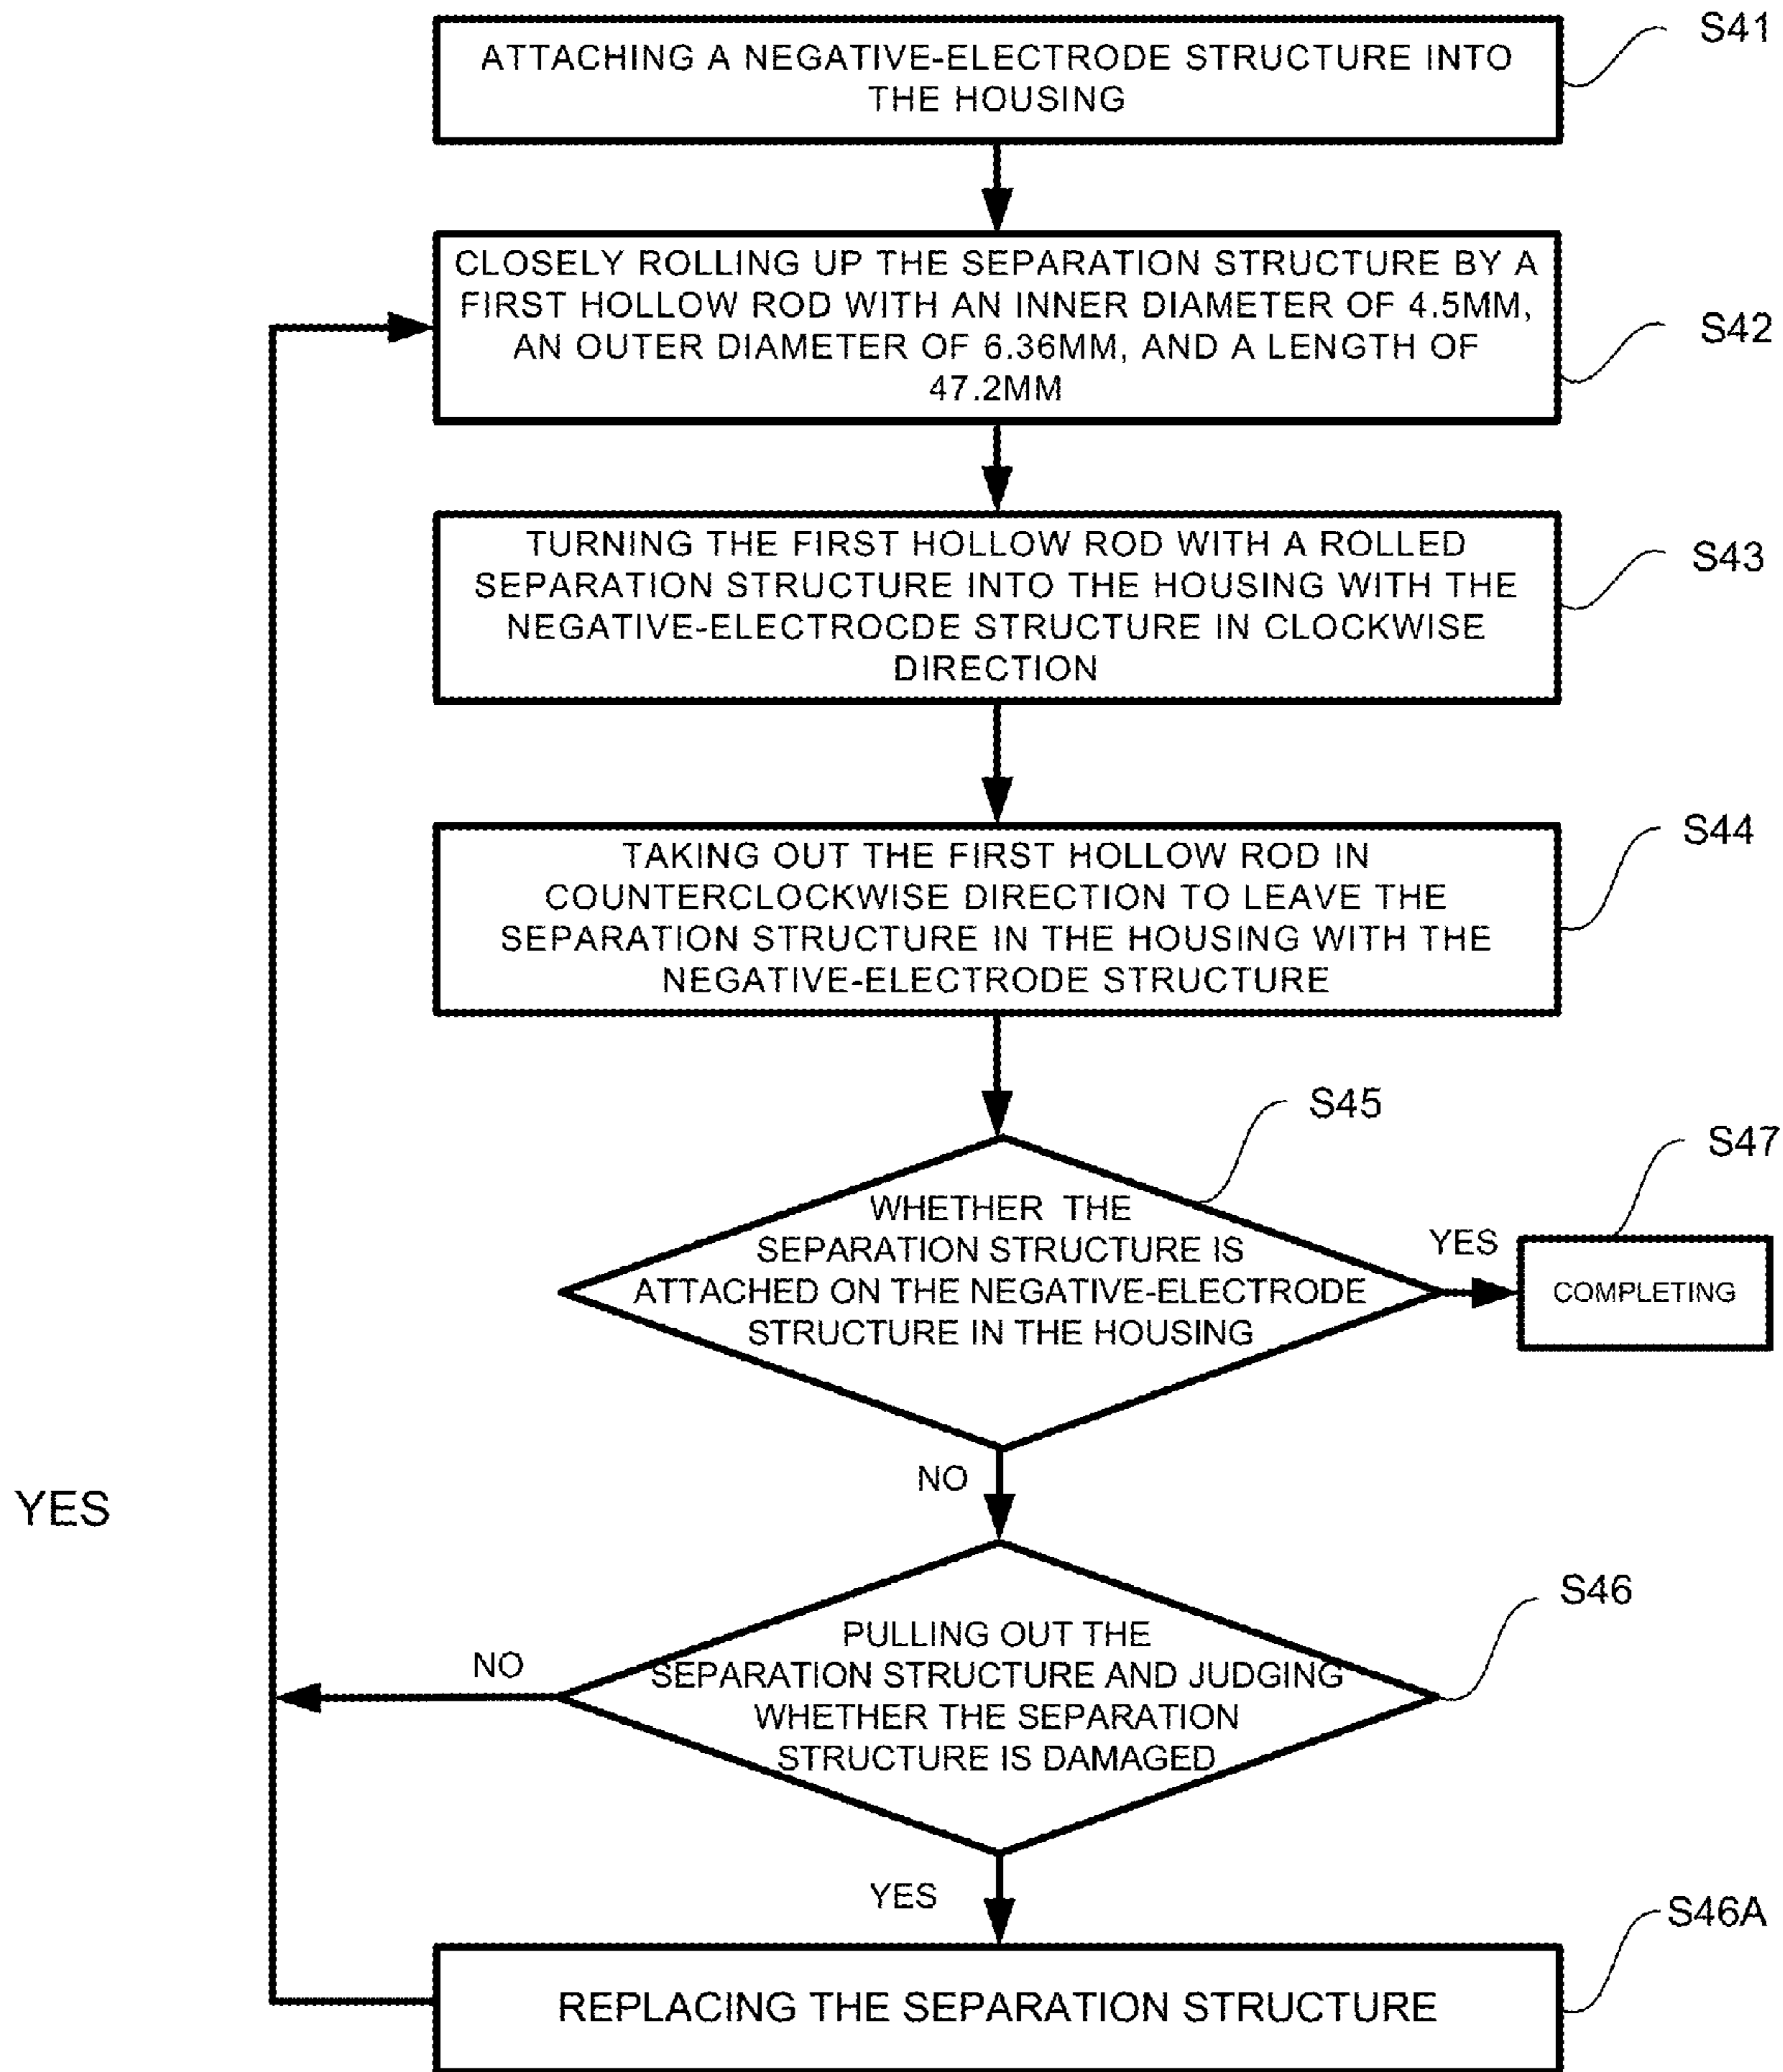 S41
ATTACHING A NEGATIVE-ELECTRODE STRUCTURE INTO
THE HOUSING
CLOSELY ROLLING UP THE SEPARATION STRUCTURE BY A
FIRST HOLLOW ROD WITH AN INNER DIAMETER OF 4.5MM,
AN OUTER DIAMETER OF 6.36MM, AND A LENGTH OF
47.2MM
S42
TURNING THE FIRST HOLLOW ROD WITH A ROLLED
SEPARATION STRUCTURE INTO THE HOUSING WITH THE
NEGATIVE-ELECTROCDE STRUCTURE IN CLOCKWISE
DIRECTION
S43
TAKING OUT THE FIRST HOLLOW ROD IN
COUNTERCLOCKWISE DIRECTION TO LEAVE THE
SEPARATION STRUCTURE IN THE HOUSING WITH THE
NEGATIVE-ELECTRODE STRUCTURE
S44
S45
WHETHER THE
SEPARATION STRUCTURE IS
ATTACHED ON THE NEGATIVE-ELECTRODE
STRUCTURE IN THE HOUSING
YES
S47
COMPLETING
NO
YES
S46
PULLING OUT THE
SEPARATION STRUCTURE AND JUDGING
WHETHER THE SEPARATION
STRUCTURE IS DAMAGED
NO
YES
S46A
REPLACING THE SEPARATION STRUCTURE